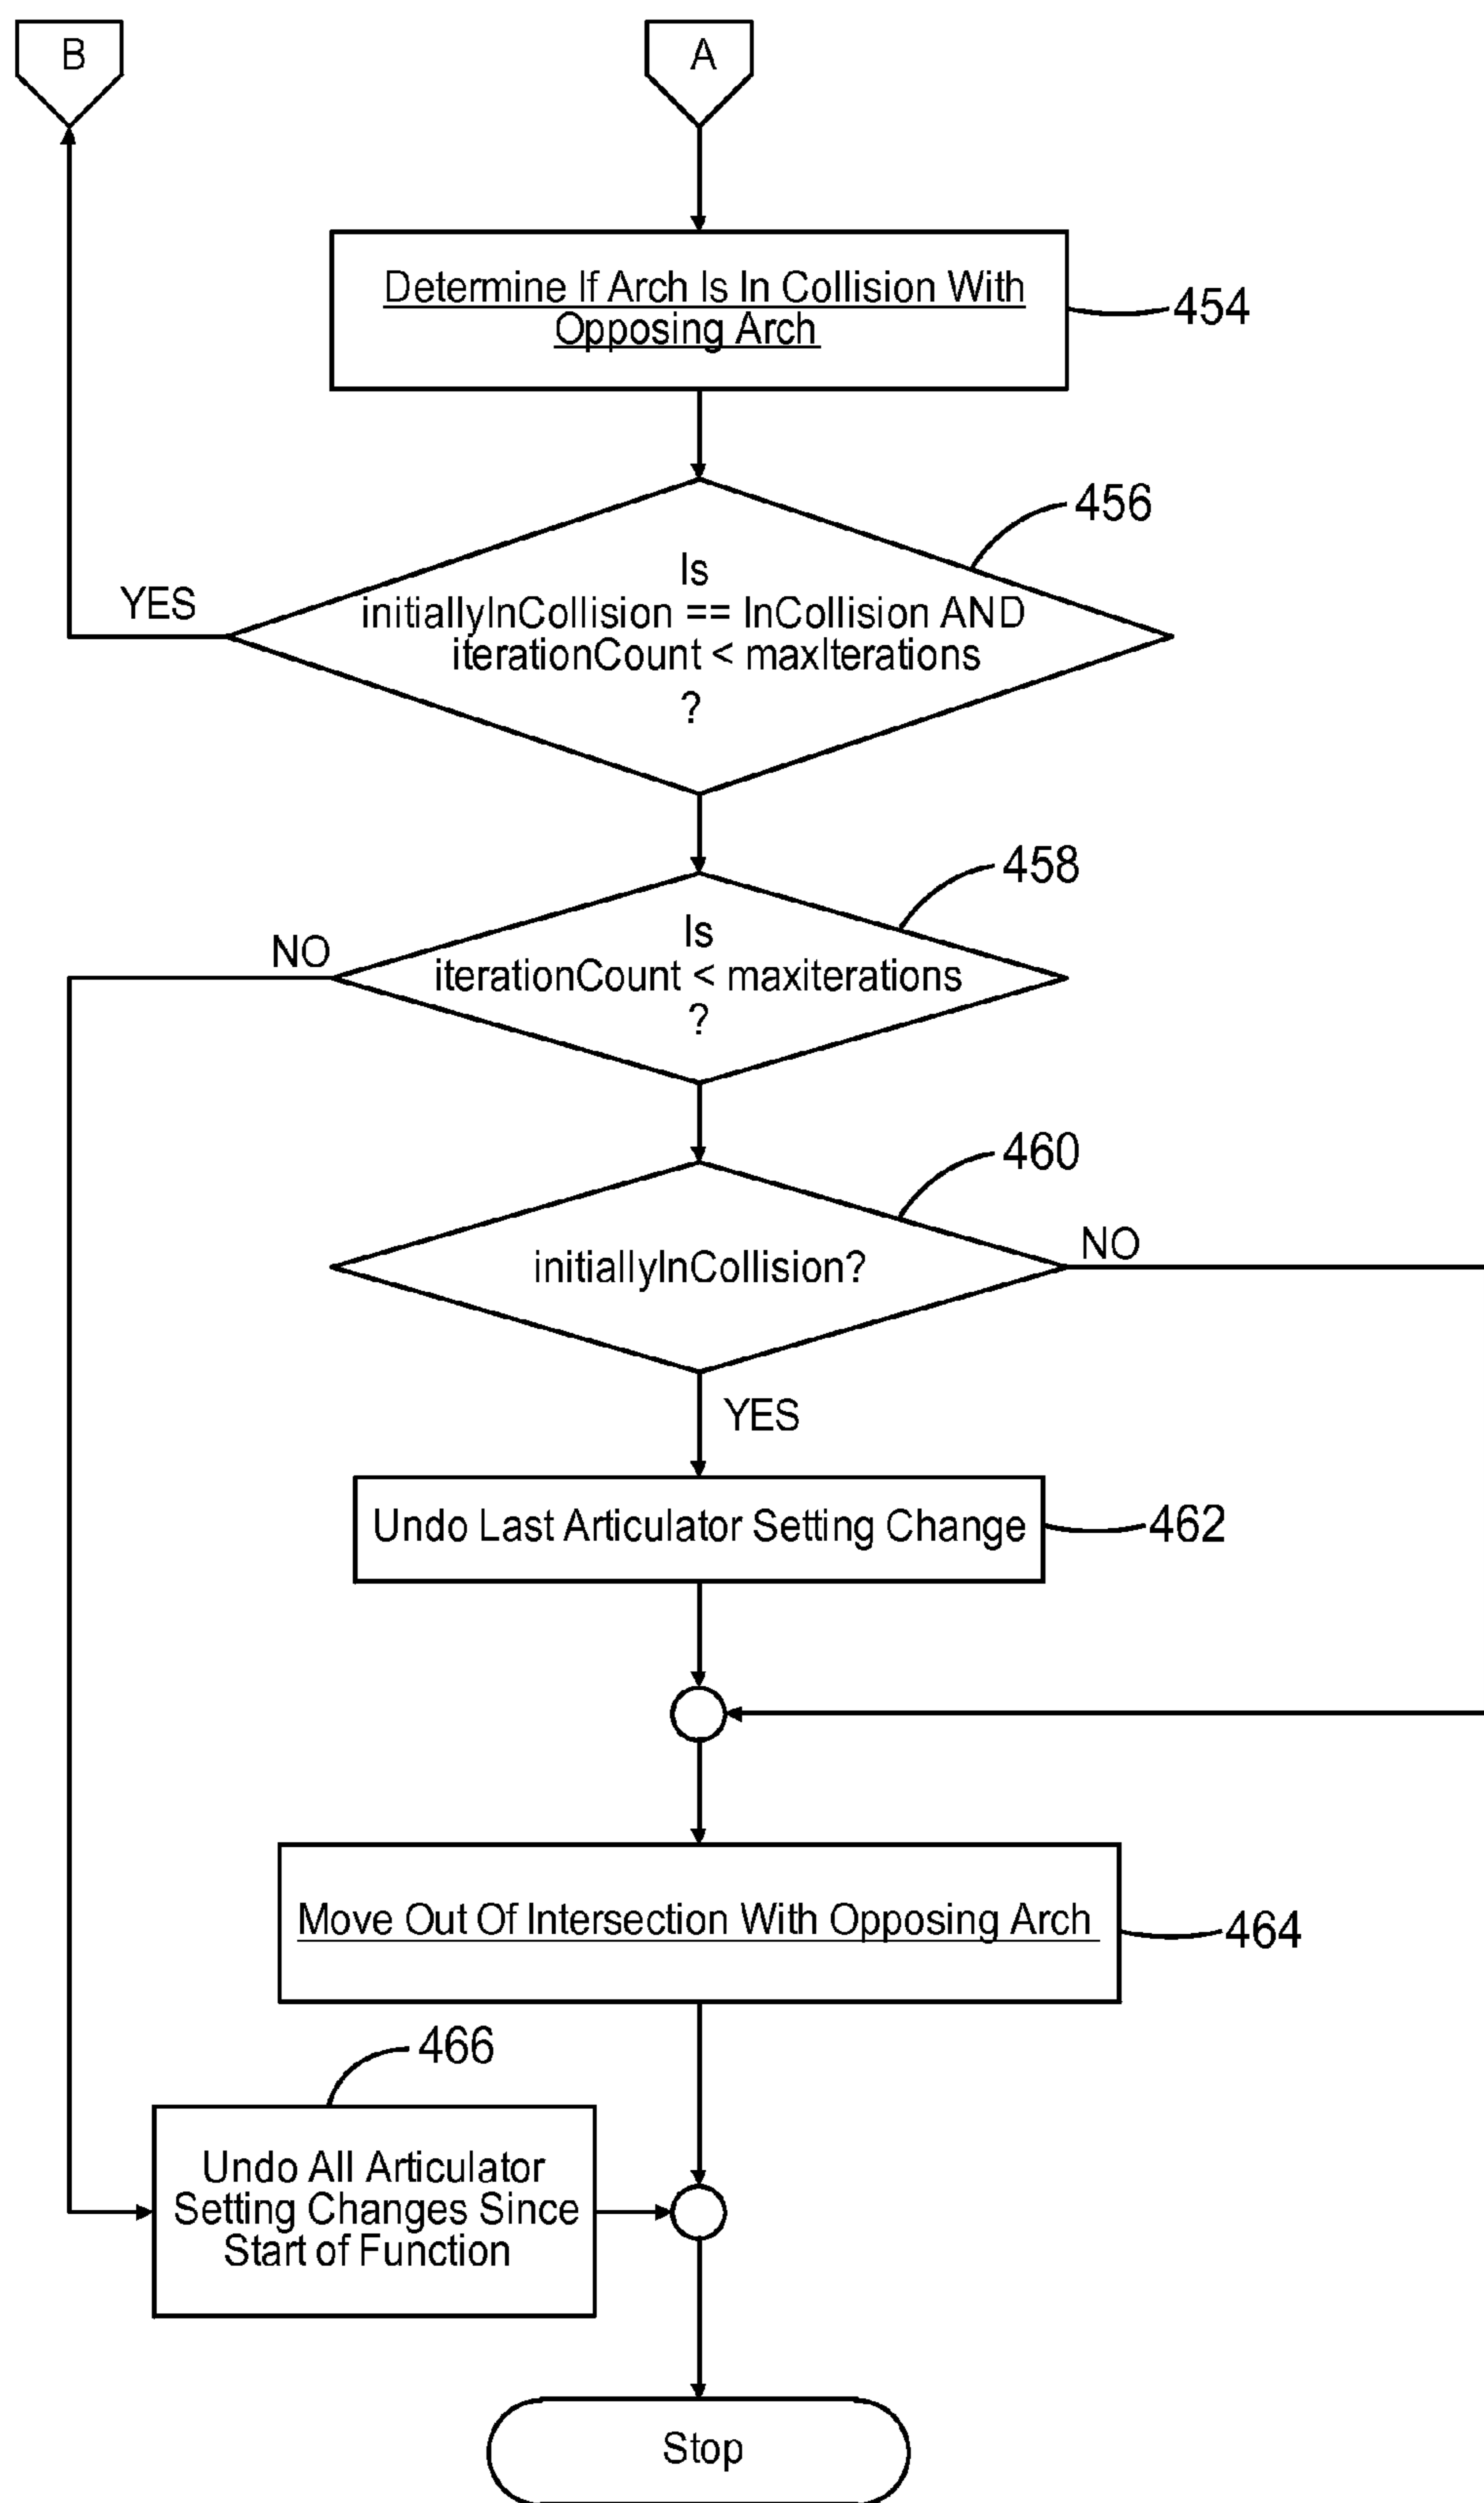 B
A
Determine If Arch Is In Collision With
Opposing Arch
454
456
Is
initiallyInCollision == InCollision AND
iterationCount < maxIterations
?
YES
458
Is
iterationCount < maxiterations
?
NO
460
initiallyInCollision?
NO
YES
Undo Last Articulator Setting Change
462
Move Out Of Intersection With Opposing Arch
464
466
Undo All Articulator
Setting Changes Since
Start of Function
Stop